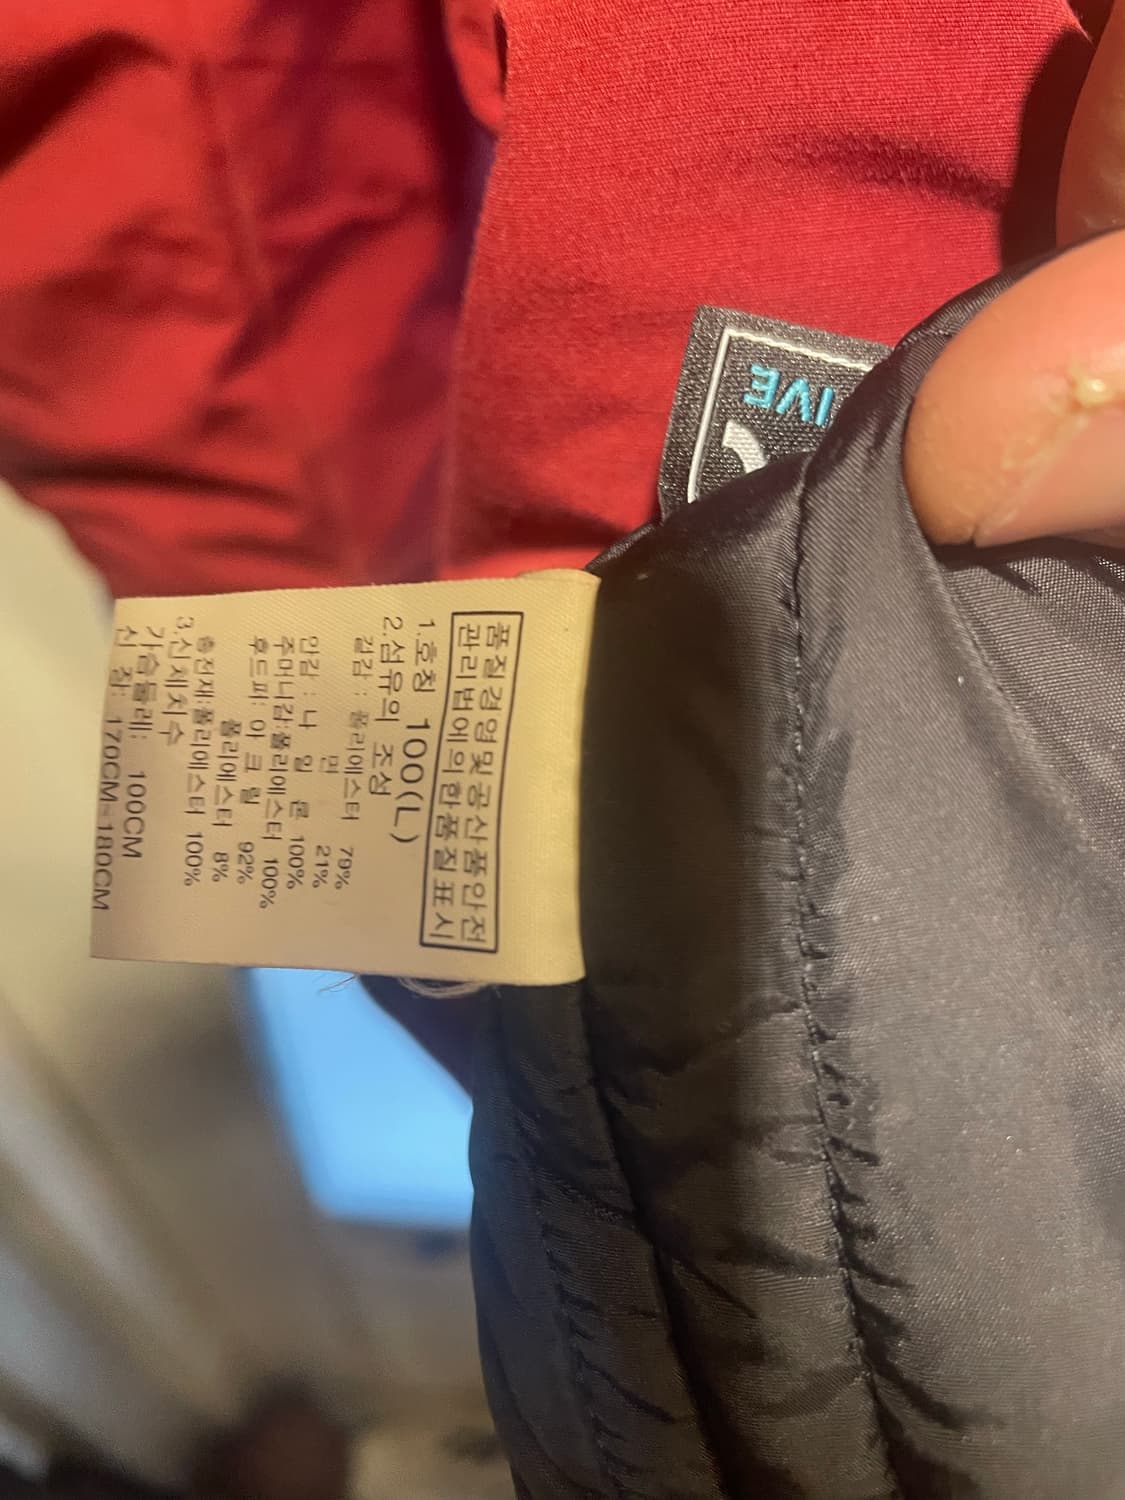 품질경영및공산품안전
관리법에의한품질표시
1.호칭 100(L)
2.섬유의 조성
겉감 : 폴리에스터 79%
면 21%
안감 : 나 일 론 100%
주머니감:폴리에스터 100%
후드퍼: 아 크 릴 92%
폴리에스터 8%
충전재:폴리에스터 100%
3.신체치수
가슴둘레: 100CM
신 장: 170CM-180CM
IVE